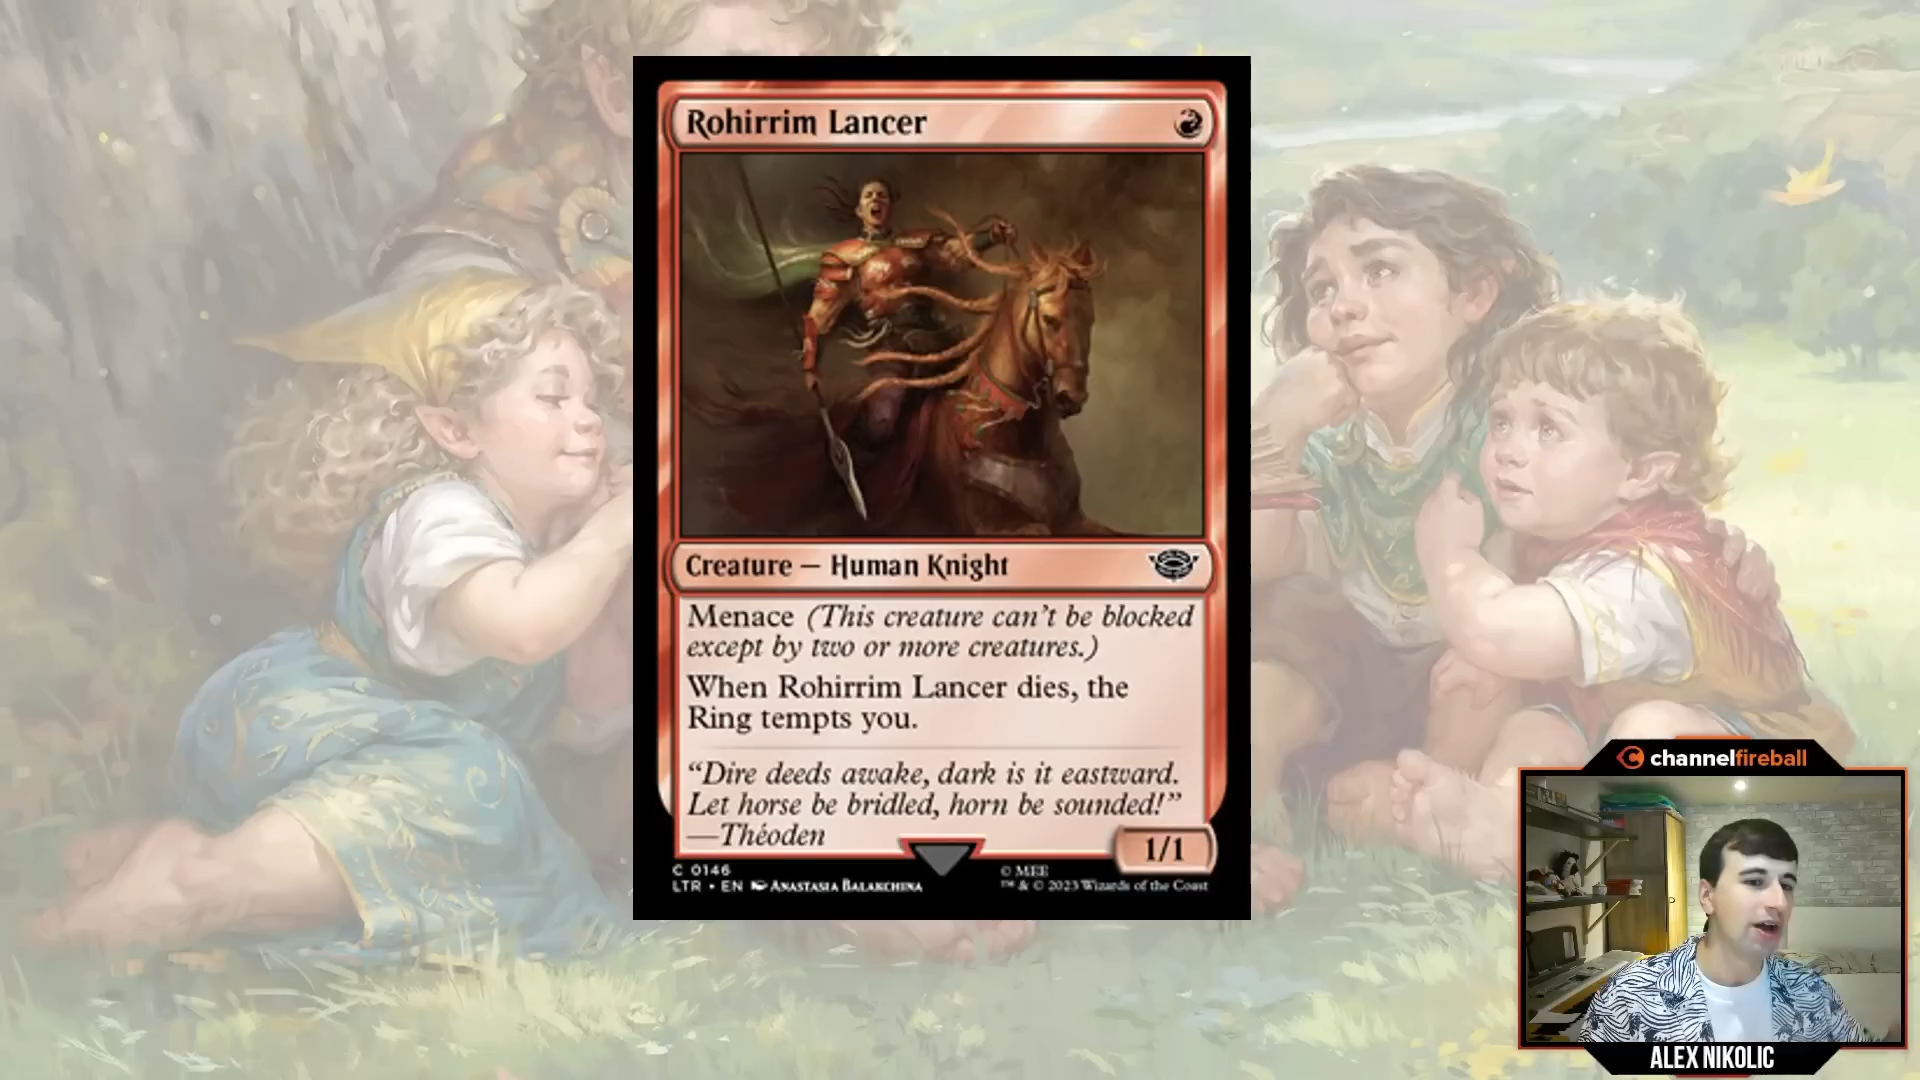 Rohirrim Lancer
Creature — Human Knight
Menace (This creature can't be blocked
except by two or more creatures.)
When Rohirrim Lancer dies, the
Ring tempts you.
“Dire deeds awake, dark is it eastward.
Let horse be bridled, horn be sounded!”
—Théoden
1/1
C 0146
LTR • EN Anastasia Balakchina
© MEE
™ & © 2023 Wizards of the Coast
channelfireball
ALEX NIKOLIC